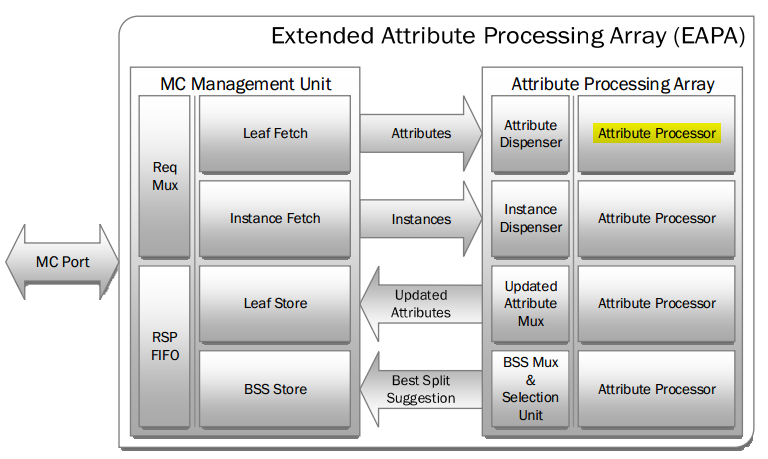 Extended Attribute Processing Array (EAPA)
MC Management Unit
Attribute Processing Array
Req
Mux
Leaf Fetch
Attributes
Attribute
Dispenser
Attribute Processor
Instance Fetch
Instances
Instance
Dispenser
Attribute Processor
MC Port
RSP
FIFO
Leaf Store
Updated
Attributes
Updated
Attribute
Mux
Attribute Processor
BSS Store
Best Split
Suggestion
BSS Mux
&
Selection
Unit
Attribute Processor